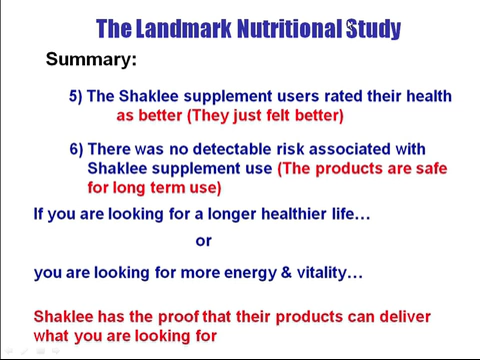 The Landmark Nutritional Study
Summary:
5) The Shaklee supplement users rated their health
as better (They just felt better)
6) There was no detectable risk associated with
Shaklee supplement use (The products are safe
for long term use)
If you are looking for a longer healthier life…
or
you are looking for more energy & vitality…
Shaklee has the proof that their products can deliver
what you are looking for